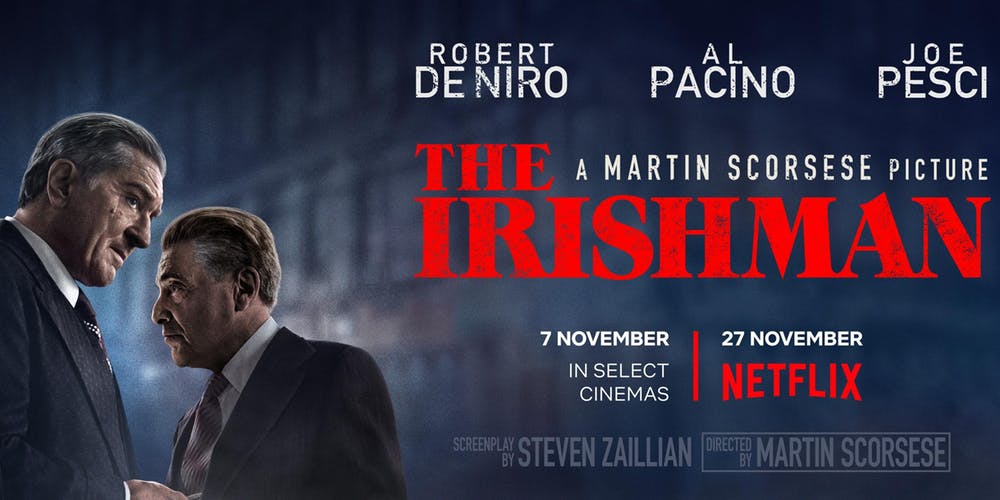 ROBERT
DE NIRO
AL
PACINO
JOE
PESCI
THE
A MARTIN SCORSESE PICTURE
IRISHMAN
7 NOVEMBER
IN SELECT
CINEMAS
27 NOVEMBER
NETFLIX
SCREENPLAY
BY STEVEN ZAILLIAN
DIRECTED
BY MARTIN SCORSESE